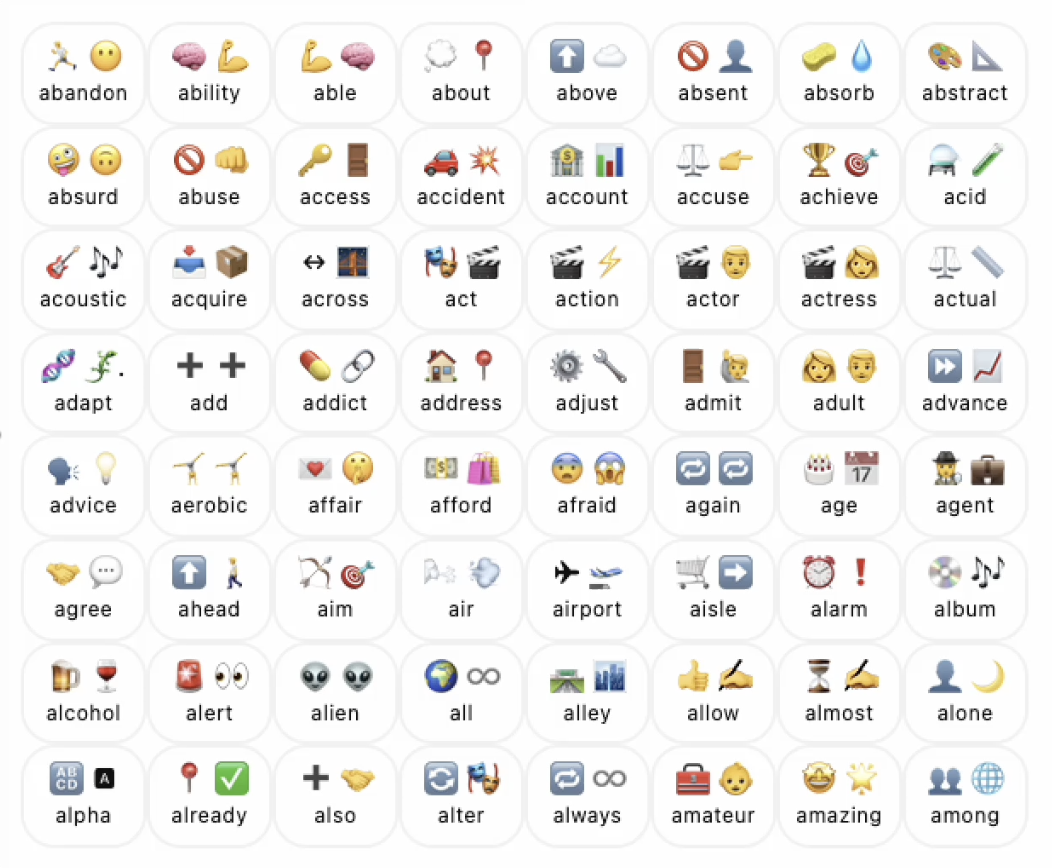 abandon ability able about above absent absorb abstract
absurd abuse access accident account accuse achieve acid
acoustic acquire across act action actor actress actual
adapt add addict address adjust admit adult advance
advice aerobic affair afford afraid again age agent
agree ahead aim air airport aisle alarm album
alcohol alert alien all alley allow almost alone
alpha already also alter always amateur amazing among